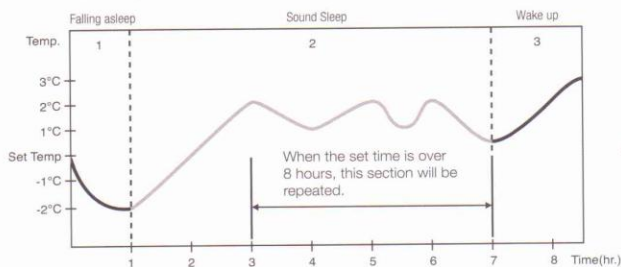 Falling asleep
Sound Sleep
Wake up
Temp.
1
2
3
3°C
2°C
1°C
Set Temp
-1°C
-2°C
When the set time is over
8 hours, this section will be
repeated.
1 2 3 4 5 6 7 8 Time(hr.)